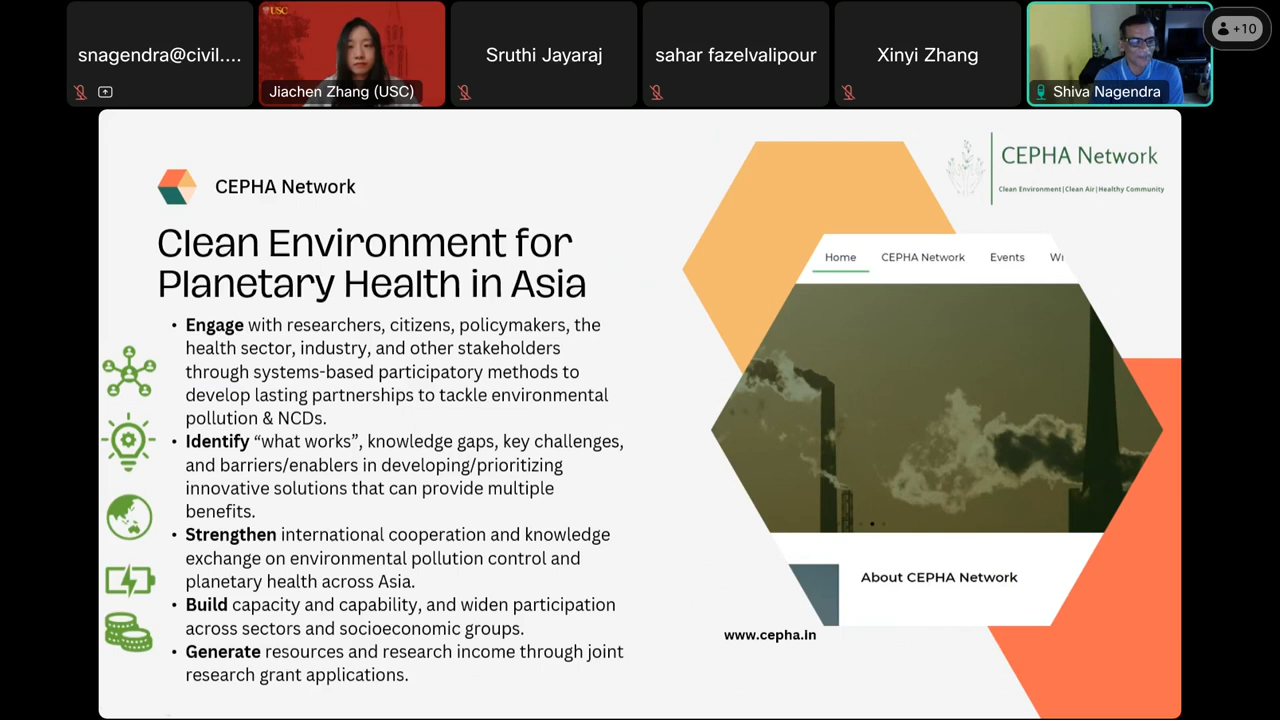 snagendra@civil....
USC
Jiachen Zhang (USC)
Sruthi Jayaraj
sahar fazelvalipour
Xinyi Zhang
Shiva Nagendra
+10
CEPHA Network
CEPHA Network
Clean Environment|Clean Air|Healthy Community
Clean Environment for
Planetary Health in Asia
• Engage with researchers, citizens, policymakers, the
health sector, industry, and other stakeholders
through systems-based participatory methods to
develop lasting partnerships to tackle environmental
pollution & NCDs.
• Identify “what works”, knowledge gaps, key challenges,
and barriers/enablers in developing/prioritizing
innovative solutions that can provide multiple
benefits.
• Strengthen international cooperation and knowledge
exchange on environmental pollution control and
planetary health across Asia.
• Build capacity and capability, and widen participation
across sectors and socioeconomic groups.
• Generate resources and research income through joint
research grant applications.
Home CEPHA Network Events Wi
About CEPHA Network
www.cepha.in